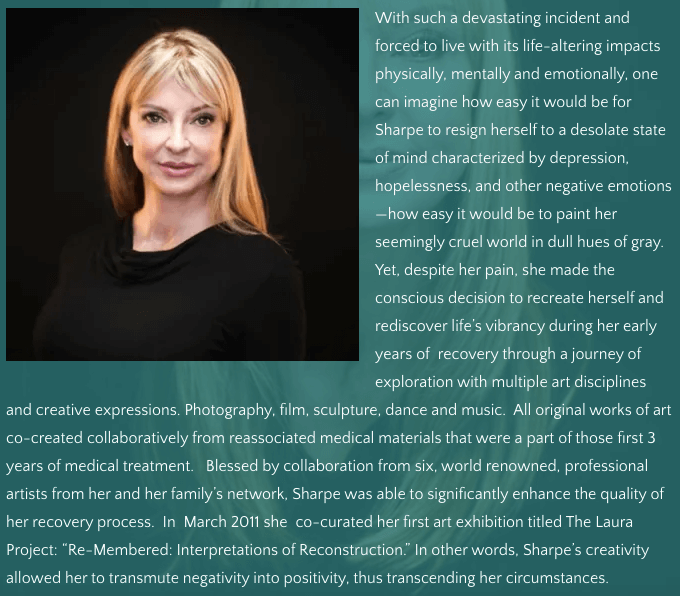 With such a devastating incident and
forced to live with its life-altering impacts
physically, mentally and emotionally, one
can imagine how easy it would be for
Sharpe to resign herself to a desolate state
of mind characterized by depression,
hopelessness, and other negative emotions
—how easy it would be to paint her
seemingly cruel world in dull hues of gray.
Yet, despite her pain, she made the
conscious decision to recreate herself and
rediscover life's vibrancy during her early
years of  recovery through a journey of
exploration with multiple art disciplines
and creative expressions. Photography, film, sculpture, dance and music.  All original works of art
co-created collaboratively from reassociated medical materials that were a part of those first 3
years of medical treatment.   Blessed by collaboration from six, world renowned, professional
artists from her and her family's network, Sharpe was able to significantly enhance the quality of
her recovery process.  In  March 2011 she  co-curated her first art exhibition titled The Laura
Project: “Re-Membered: Interpretations of Reconstruction.” In other words, Sharpe's creativity
allowed her to transmute negativity into positivity, thus transcending her circumstances.